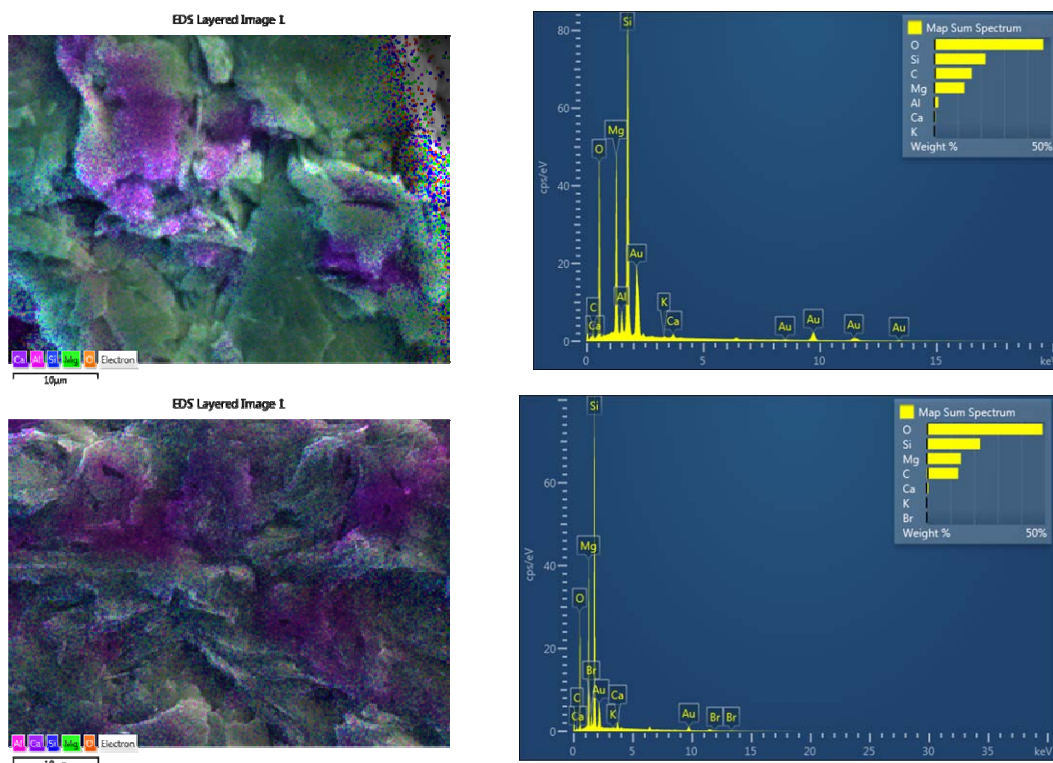 EDS Layered Image 1
Ca Al Si Mg O Electron
10µm
80
60
40
20
0
cps/eV
Si
Mg
O
Au
Al
C
K
Ca
Ca
Au
Au
Au
Au
0 5 10 15 keV
Map Sum Spectrum
O
Si
C
Mg
Al
Ca
K
Weight % 50%
EDS Layered Image 1
Al Ca Si Mg O Electron
60
40
20
0
cps/eV
Si
Mg
O
Br
Au
Ca
C
K
Ca
Au
Br
Br
0 5 10 15 20 25 30 35 keV
Map Sum Spectrum
O
Si
Mg
C
Ca
K
Br
Weight % 50%